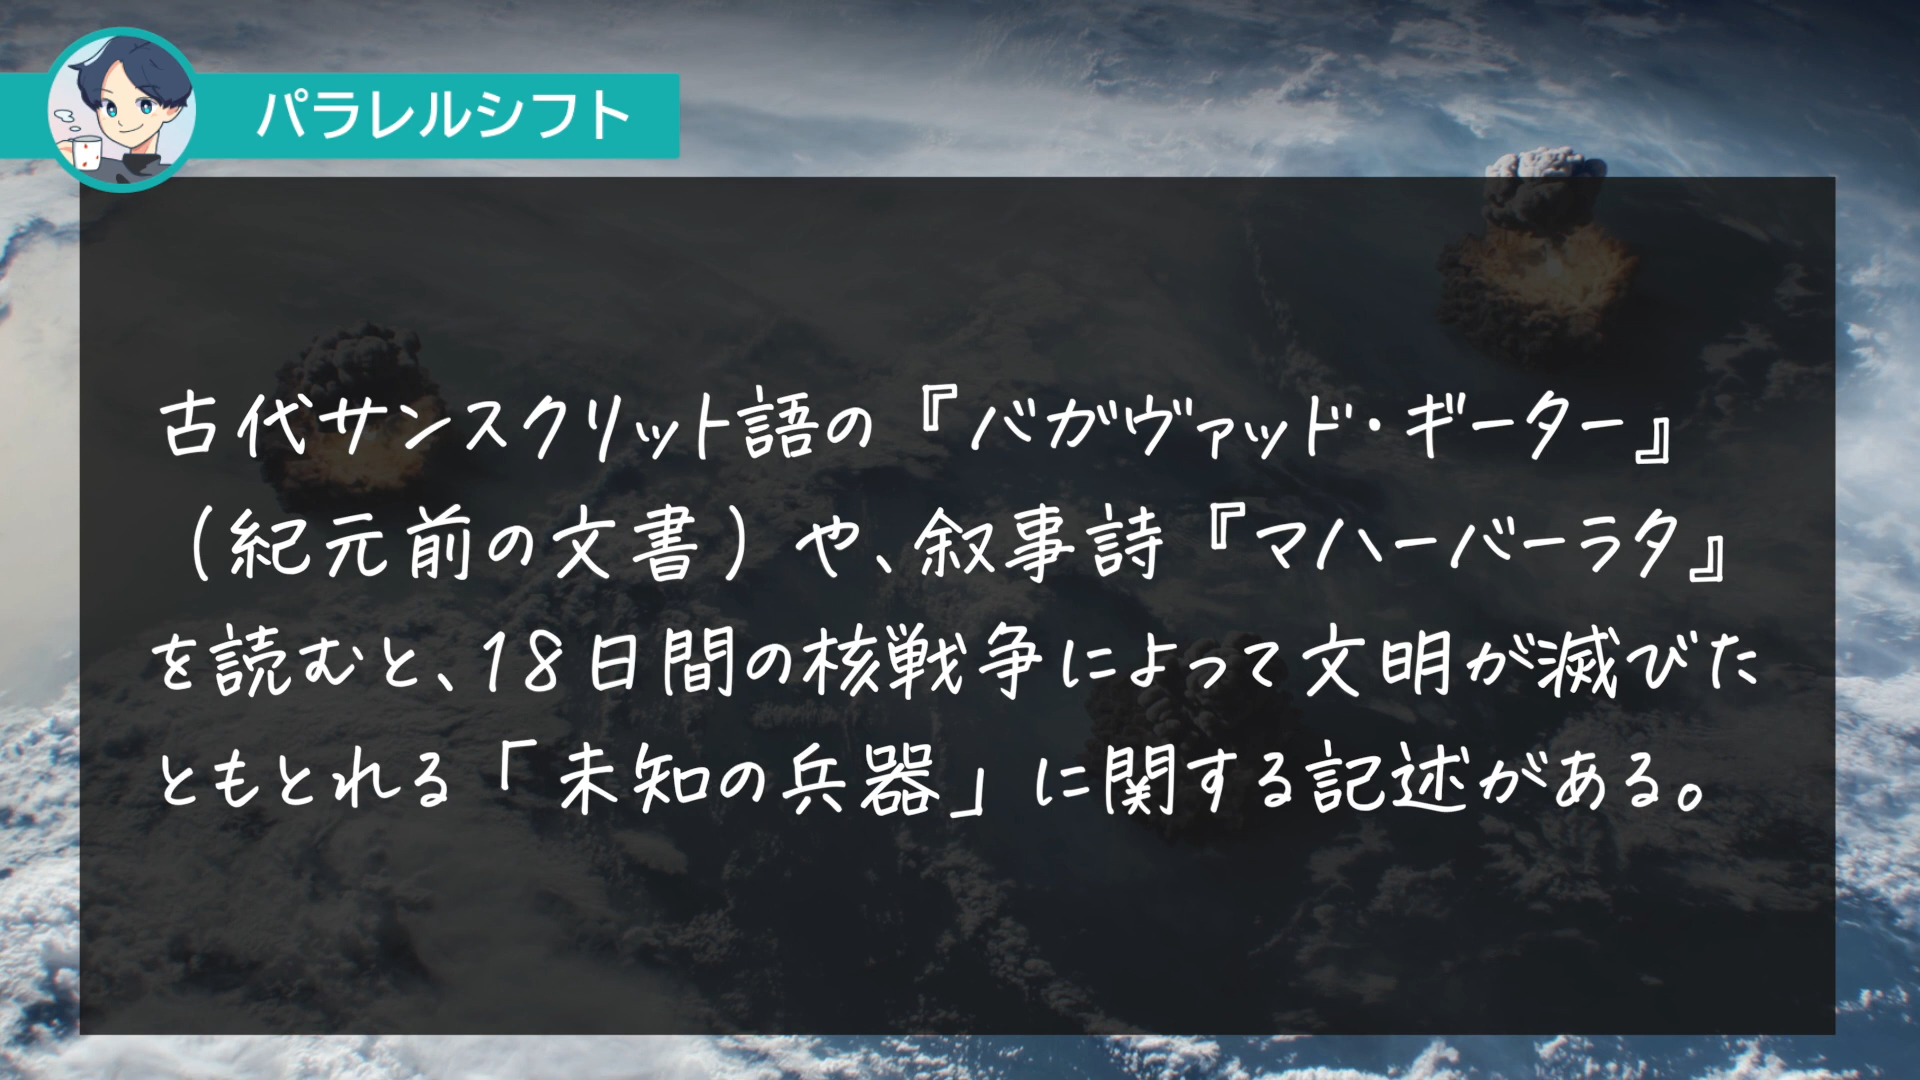 パラレルシフト
古代サンスクリット語の『バガヴァッド・ギーター』
（紀元前の文書）や、叙事詩『マハーバーラタ』
を読むと、18日間の核戦争によって文明が滅びた
ともとれる「未知の兵器」に関する記述がある。